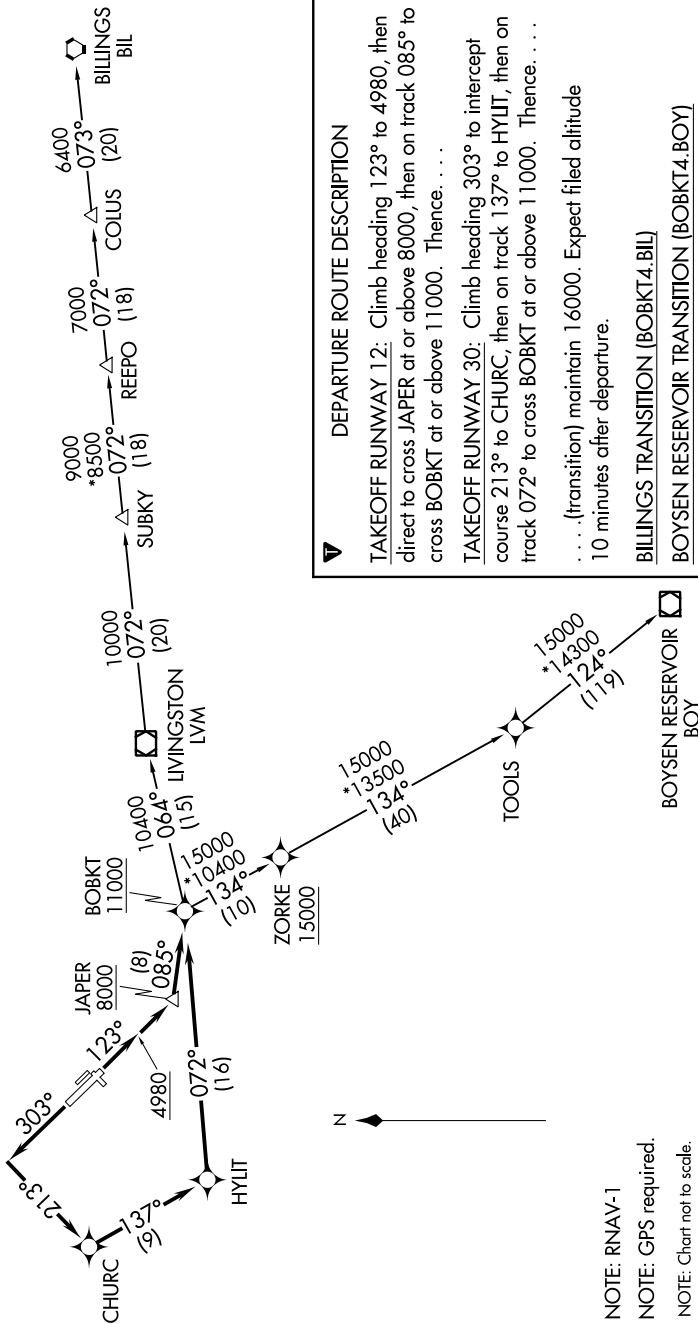 BILLINGS
BIL
6400
073°
(20)
COLUS
7000
072°
(18)
REEPO
9000
*8500
072°
(18)
SUBKY
10000
072°
(20)
LIVINGSTON
LVM
10400
064°
(15)
BOBKT
11000
15000
*10400
134°
(10)
ZORKE
15000
15000
*13500
134°
(40)
TOOLS
15000
*14300
124°
(119)
BOYSEN RESERVOIR
BOY
JAPER
8000
(8)
085°
123°
4980
303°
213°
CHURC
137°
(9)
HYLIT
072°
(16)
N
NOTE: RNAV-1
NOTE: GPS required.
NOTE: Chart not to scale.
T
DEPARTURE ROUTE DESCRIPTION
TAKEOFF RUNWAY 12: Climb heading 123° to 4980, then
direct to cross JAPER at or above 8000, then on track 085° to
cross BOBKT at or above 11000. Thence. . . .
TAKEOFF RUNWAY 30: Climb heading 303° to intercept
course 213° to CHURC, then on track 137° to HYLIT, then on
track 072° to cross BOBKT at or above 11000. Thence. . . .
. . . .(transition) maintain 16000. Expect filed altitude
10 minutes after departure.
BILLINGS TRANSITION (BOBKT4.BIL)
BOYSEN RESERVOIR TRANSITION (BOBKT4.BOY)